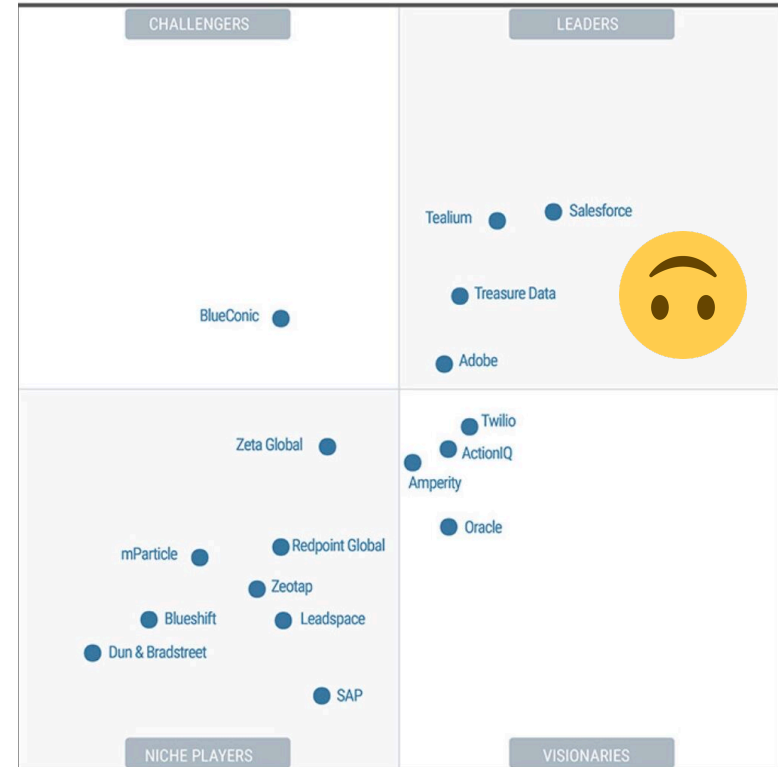 CHALLENGERS
LEADERS
Tealium
Salesforce
Treasure Data
BlueConic
Adobe
Twilio
Zeta Global
ActionIQ
Amperity
Oracle
Redpoint Global
mParticle
Zeotap
Blueshift
Leadspace
Dun & Bradstreet
SAP
NICHE PLAYERS
VISIONARIES